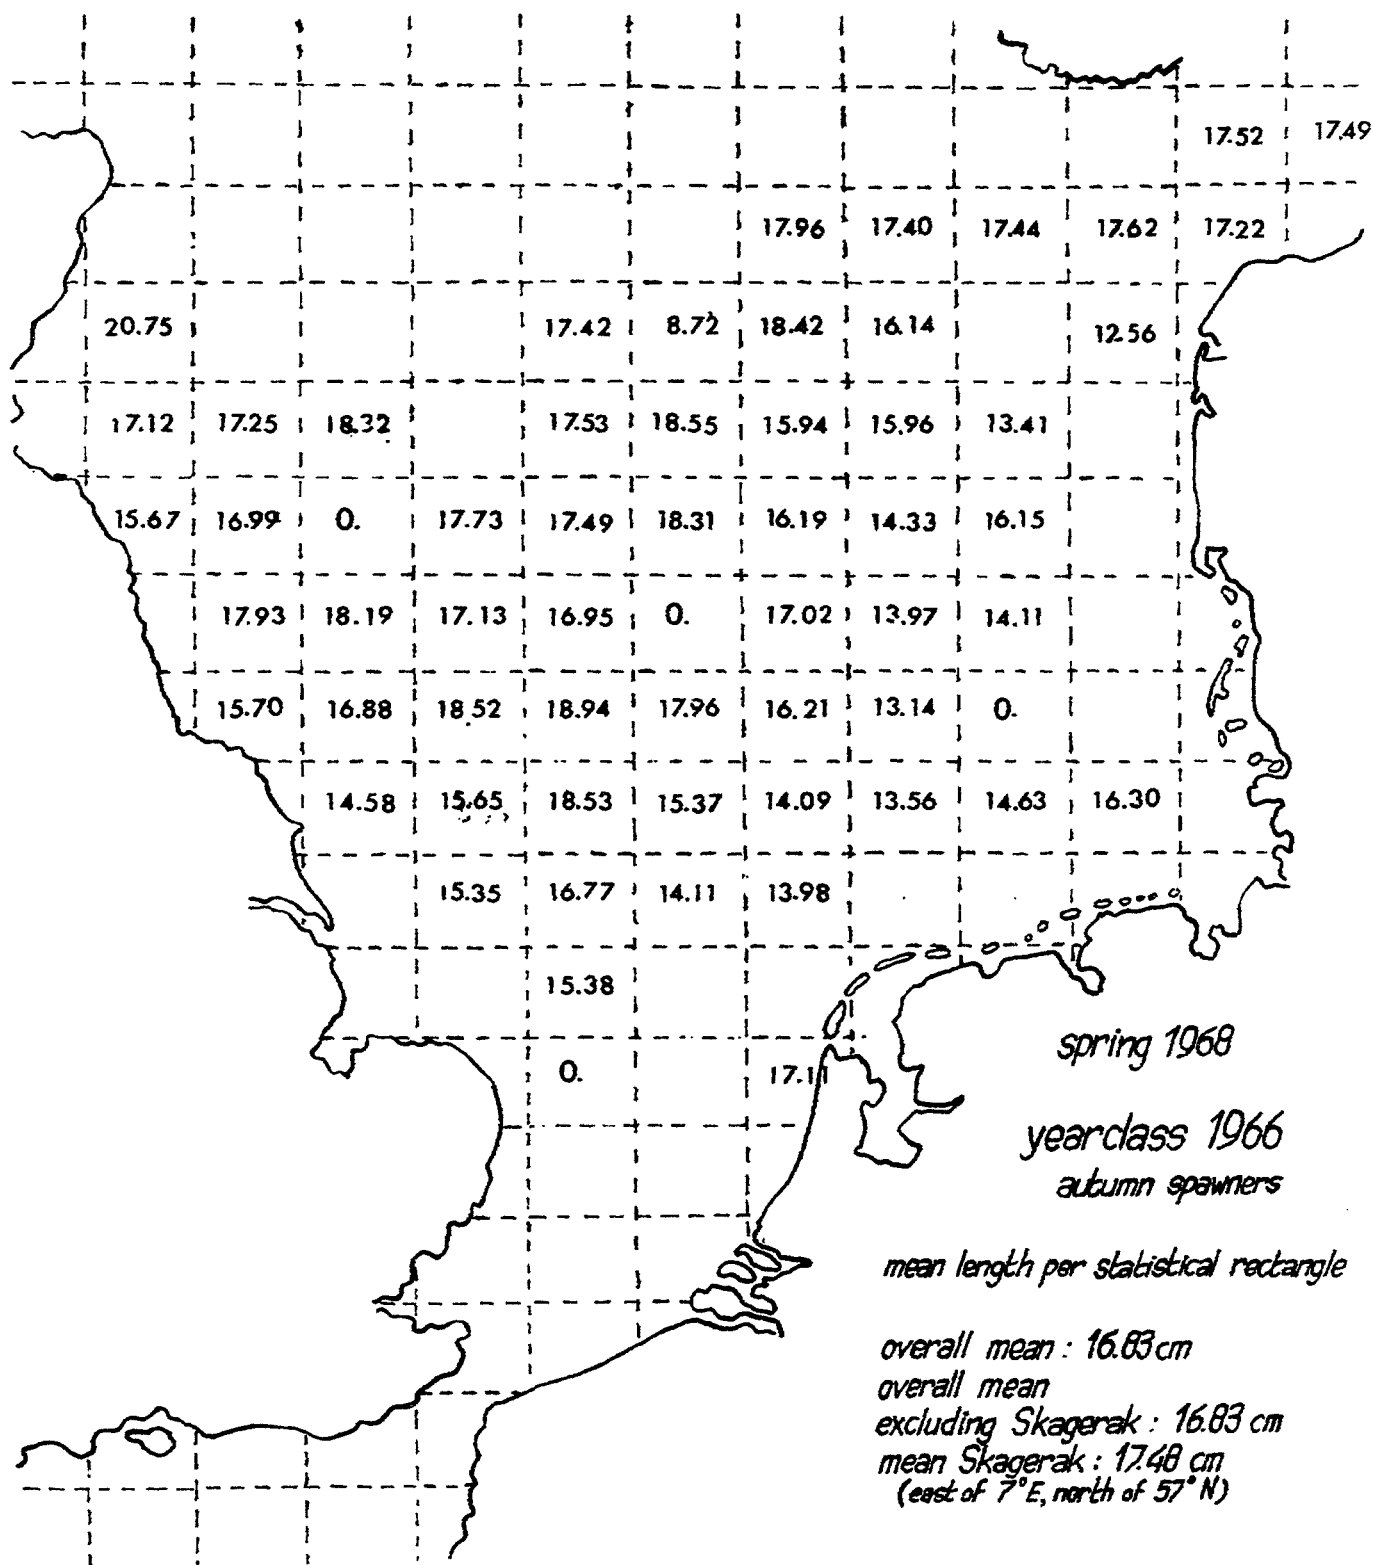 17.52 17.49
17.96 17.40 17.44 17.62 17.22
20.75 17.42 8.72 18.42 16.14 12.56
17.12 17.25 18.32 17.53 18.55 15.94 15.96 13.41
15.67 16.99 0. 17.73 17.49 18.31 16.19 14.33 16.15
17.93 18.19 17.13 16.95 0. 17.02 13.97 14.11
15.70 16.88 18.52 18.94 17.96 16.21 13.14 0.
14.58 15.65 18.53 15.37 14.09 13.56 14.63 16.30
15.35 16.77 14.11 13.98
15.38
0. 17.11
spring 1968
yearclass 1966
autumn spawners
mean length per statistical rectangle
overall mean : 16.83 cm
overall mean
excluding Skagerak : 16.83 cm
mean Skagerak : 17.48 cm
(east of 7° E, north of 57° N)